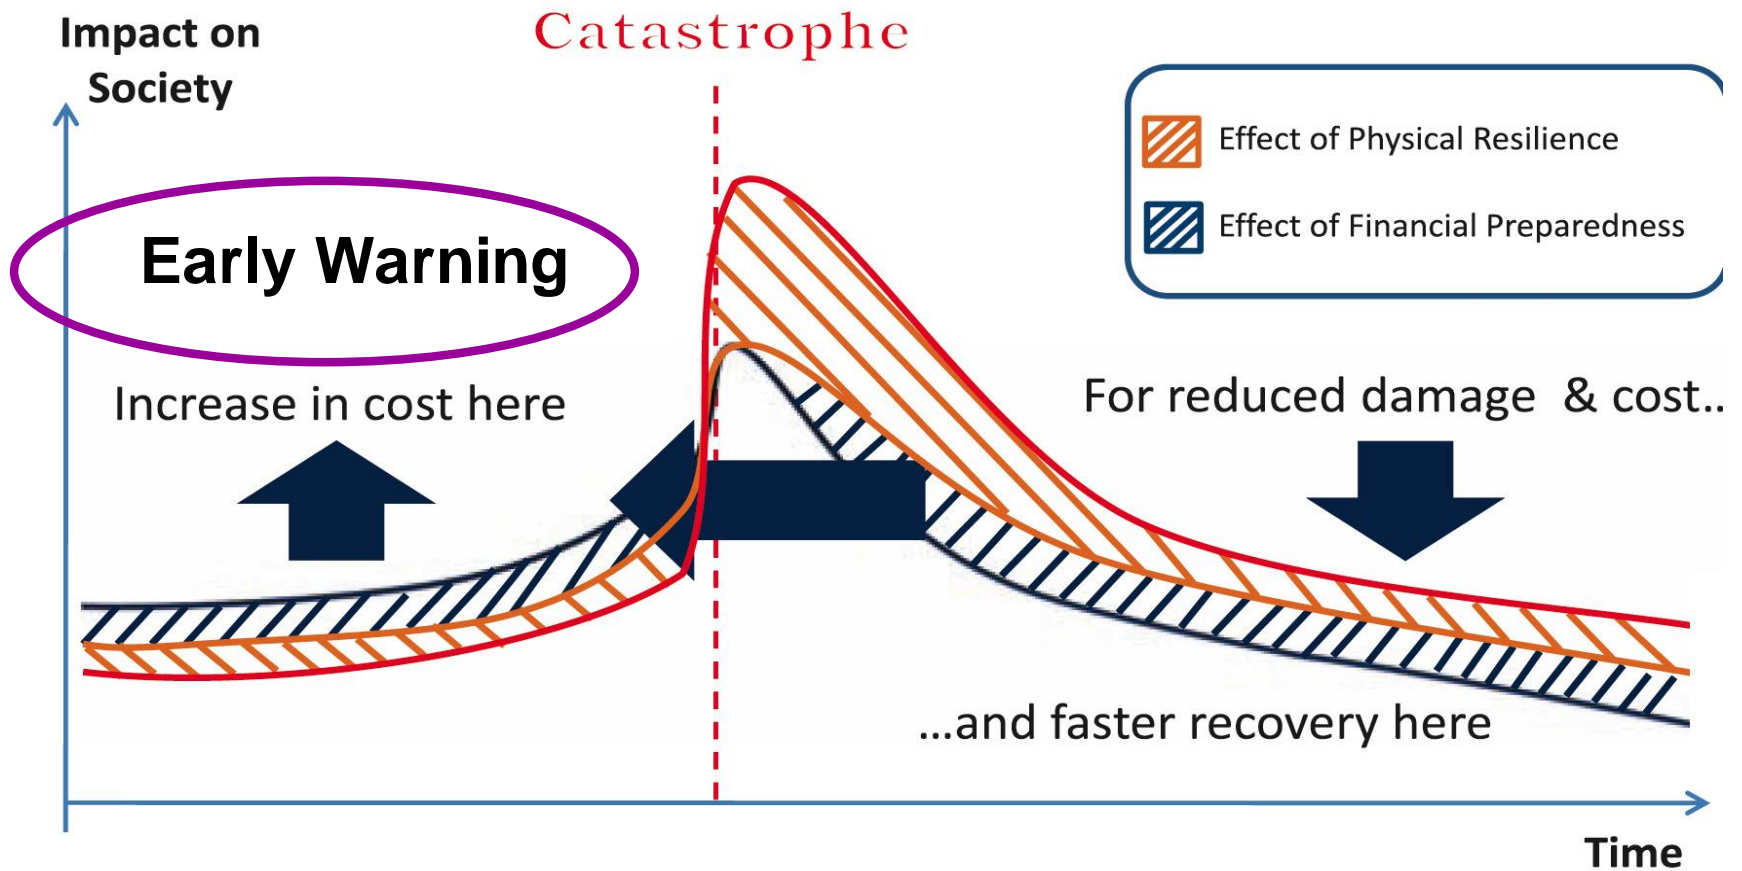 Impact on
Society
Catastrophe
Effect of Physical Resilience
Effect of Financial Preparedness
Early Warning
Increase in cost here
For reduced damage & cost..
...and faster recovery here
Time